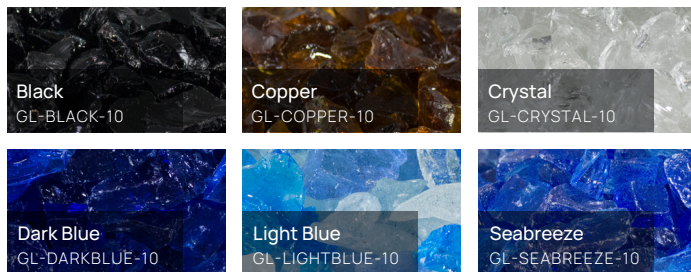 Black
GL-BLACK-10
Copper
GL-COPPER-10
Crystal
GL-CRYSTAL-10
Dark Blue
GL-DARKBLUE-10
Light Blue
GL-LIGHTBLUE-10
Seabreeze
GL-SEABREEZE-10